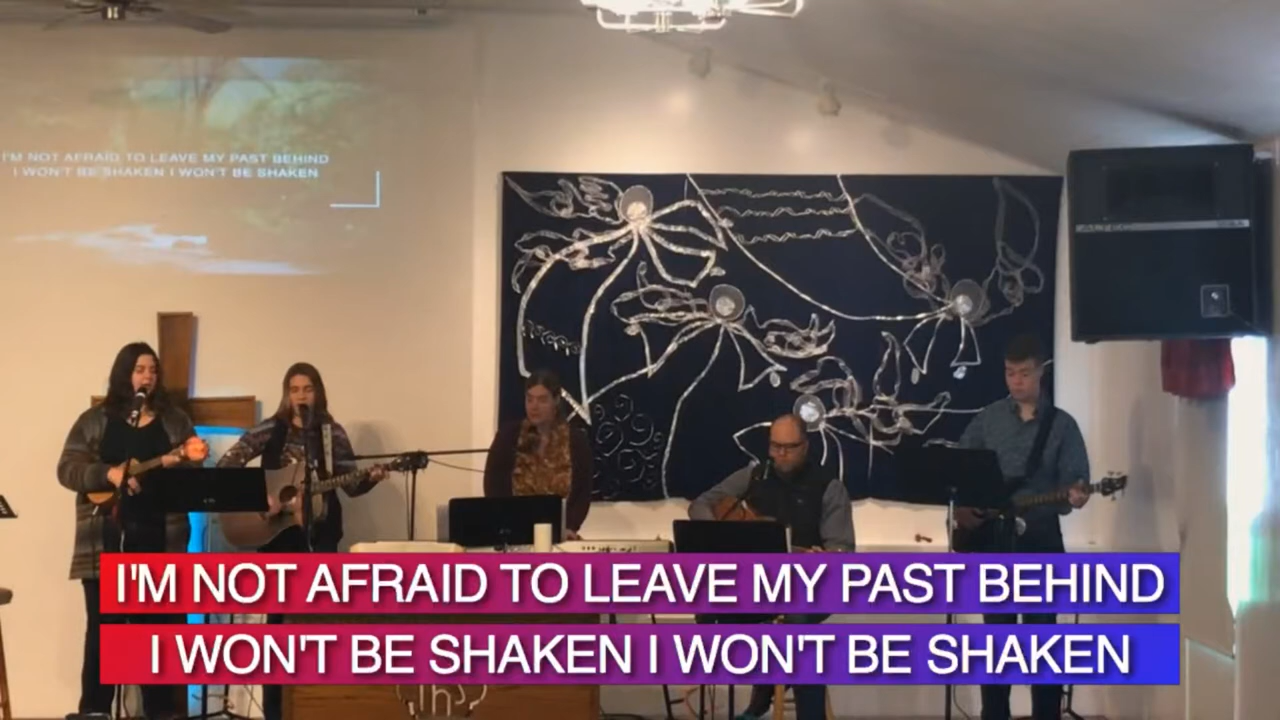 I'M NOT AFRAID TO LEAVE MY PAST BEHIND
I WON'T BE SHAKEN I WON'T BE SHAKEN
ALTEC
I'M NOT AFRAID TO LEAVE MY PAST BEHIND
I WON'T BE SHAKEN I WON'T BE SHAKEN